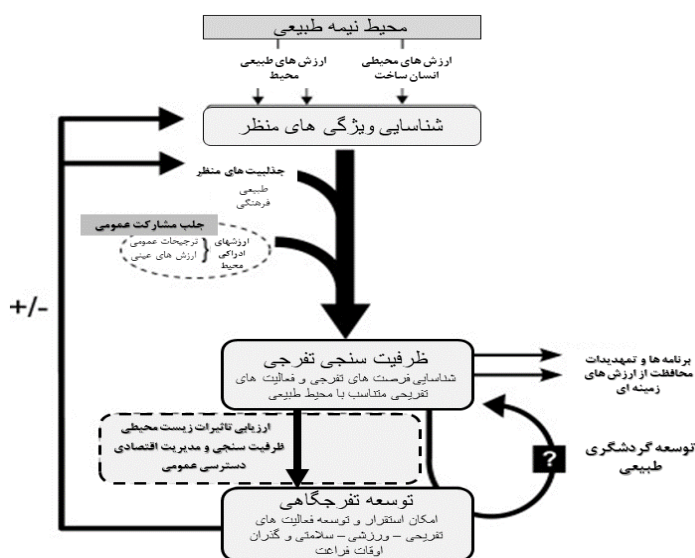 محیط نیمه طبیعی
ارزش های محیطی
انسان ساخت
ارزش های طبیعی
محیط
شناسایی ویژگی های منظر
جذابیت های منظر
طبیعی
فرهنگی
جلب مشارکت عمومی
ارزشهای
ادراکی
محیط
ترجیحات عمومی
ارزش های عینی
+/-
ظرفیت سنجی تفرجی
شناسایی فرصت های تفرجی و فعالیت های
تفریحی متناسب با محیط طبیعی
برنامه ها و تمهیدات
محافظت از ارزش های
زمینه ای
ارزیابی تاثیرات زیست محیطی
ظرفیت سنجی و مدیریت اقتصادی
دسترسی عمومی
?
توسعه گردشگری
طبیعی
توسعه تفرجگاهی
امکان استقرار و توسعه فعالیت های
تفریحی – ورزشی – سلامتی و گذران
اوقات فراغت